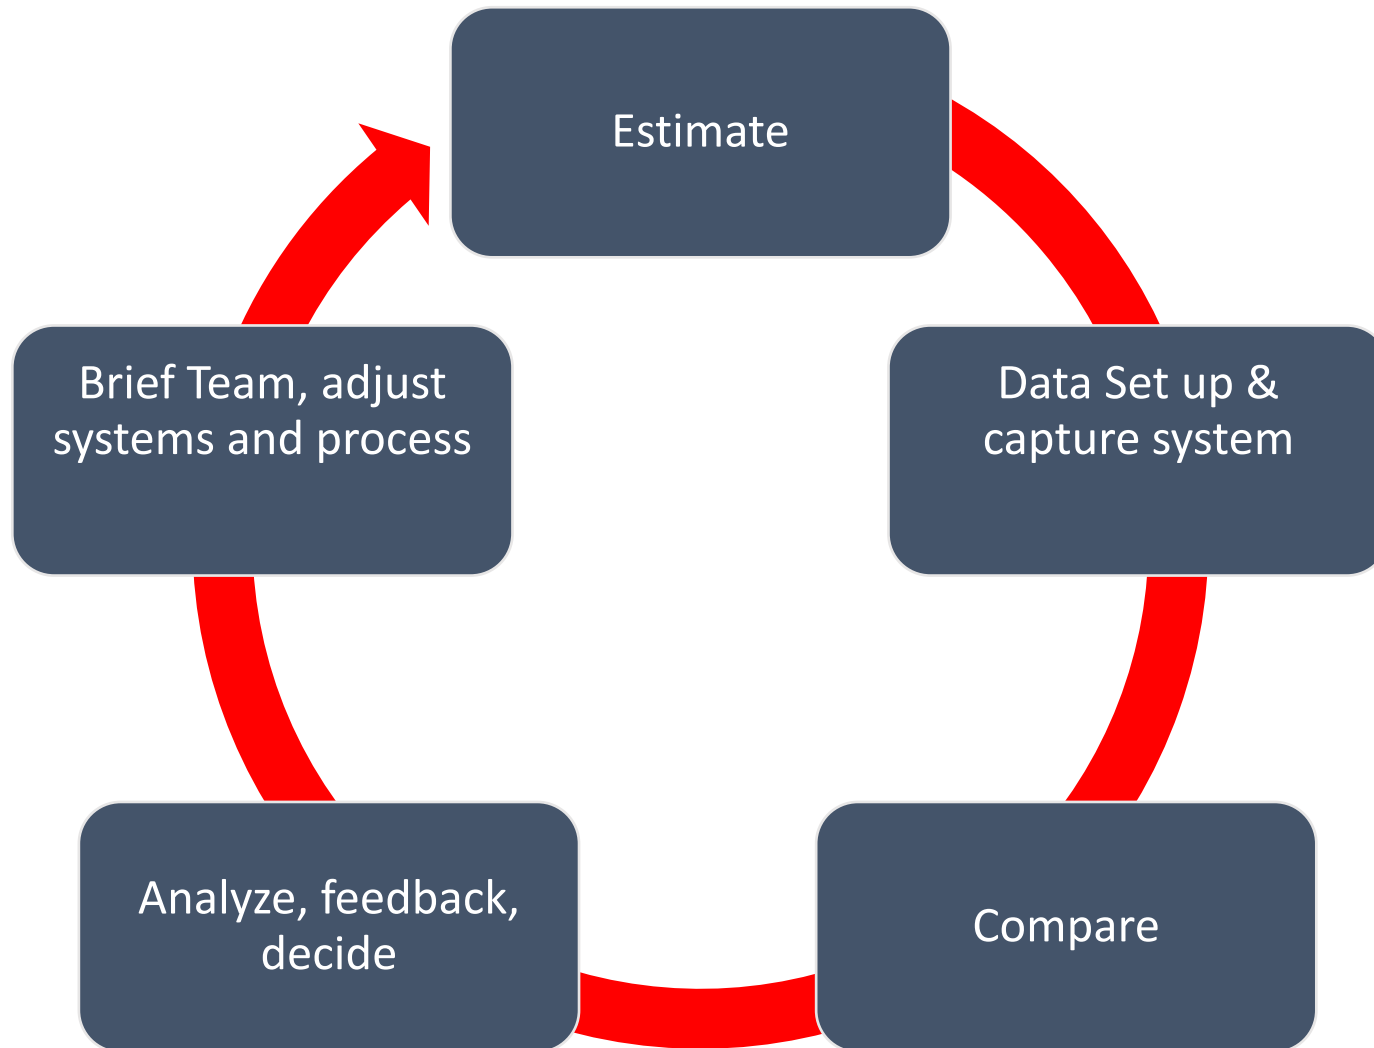 Estimate
Data Set up &
capture system
Compare
Analyze, feedback,
decide
Brief Team, adjust
systems and process